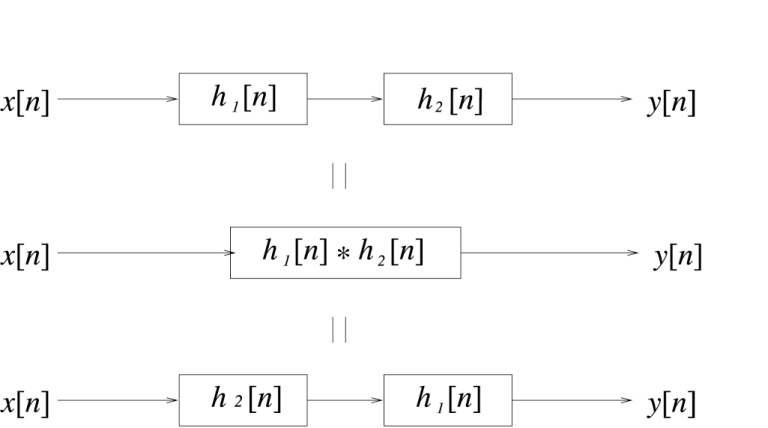 x[n] h₁[n] h₂[n] y[n]
||
x[n] h₁[n] * h₂[n] y[n]
||
x[n] h₂[n] h₁[n] y[n]